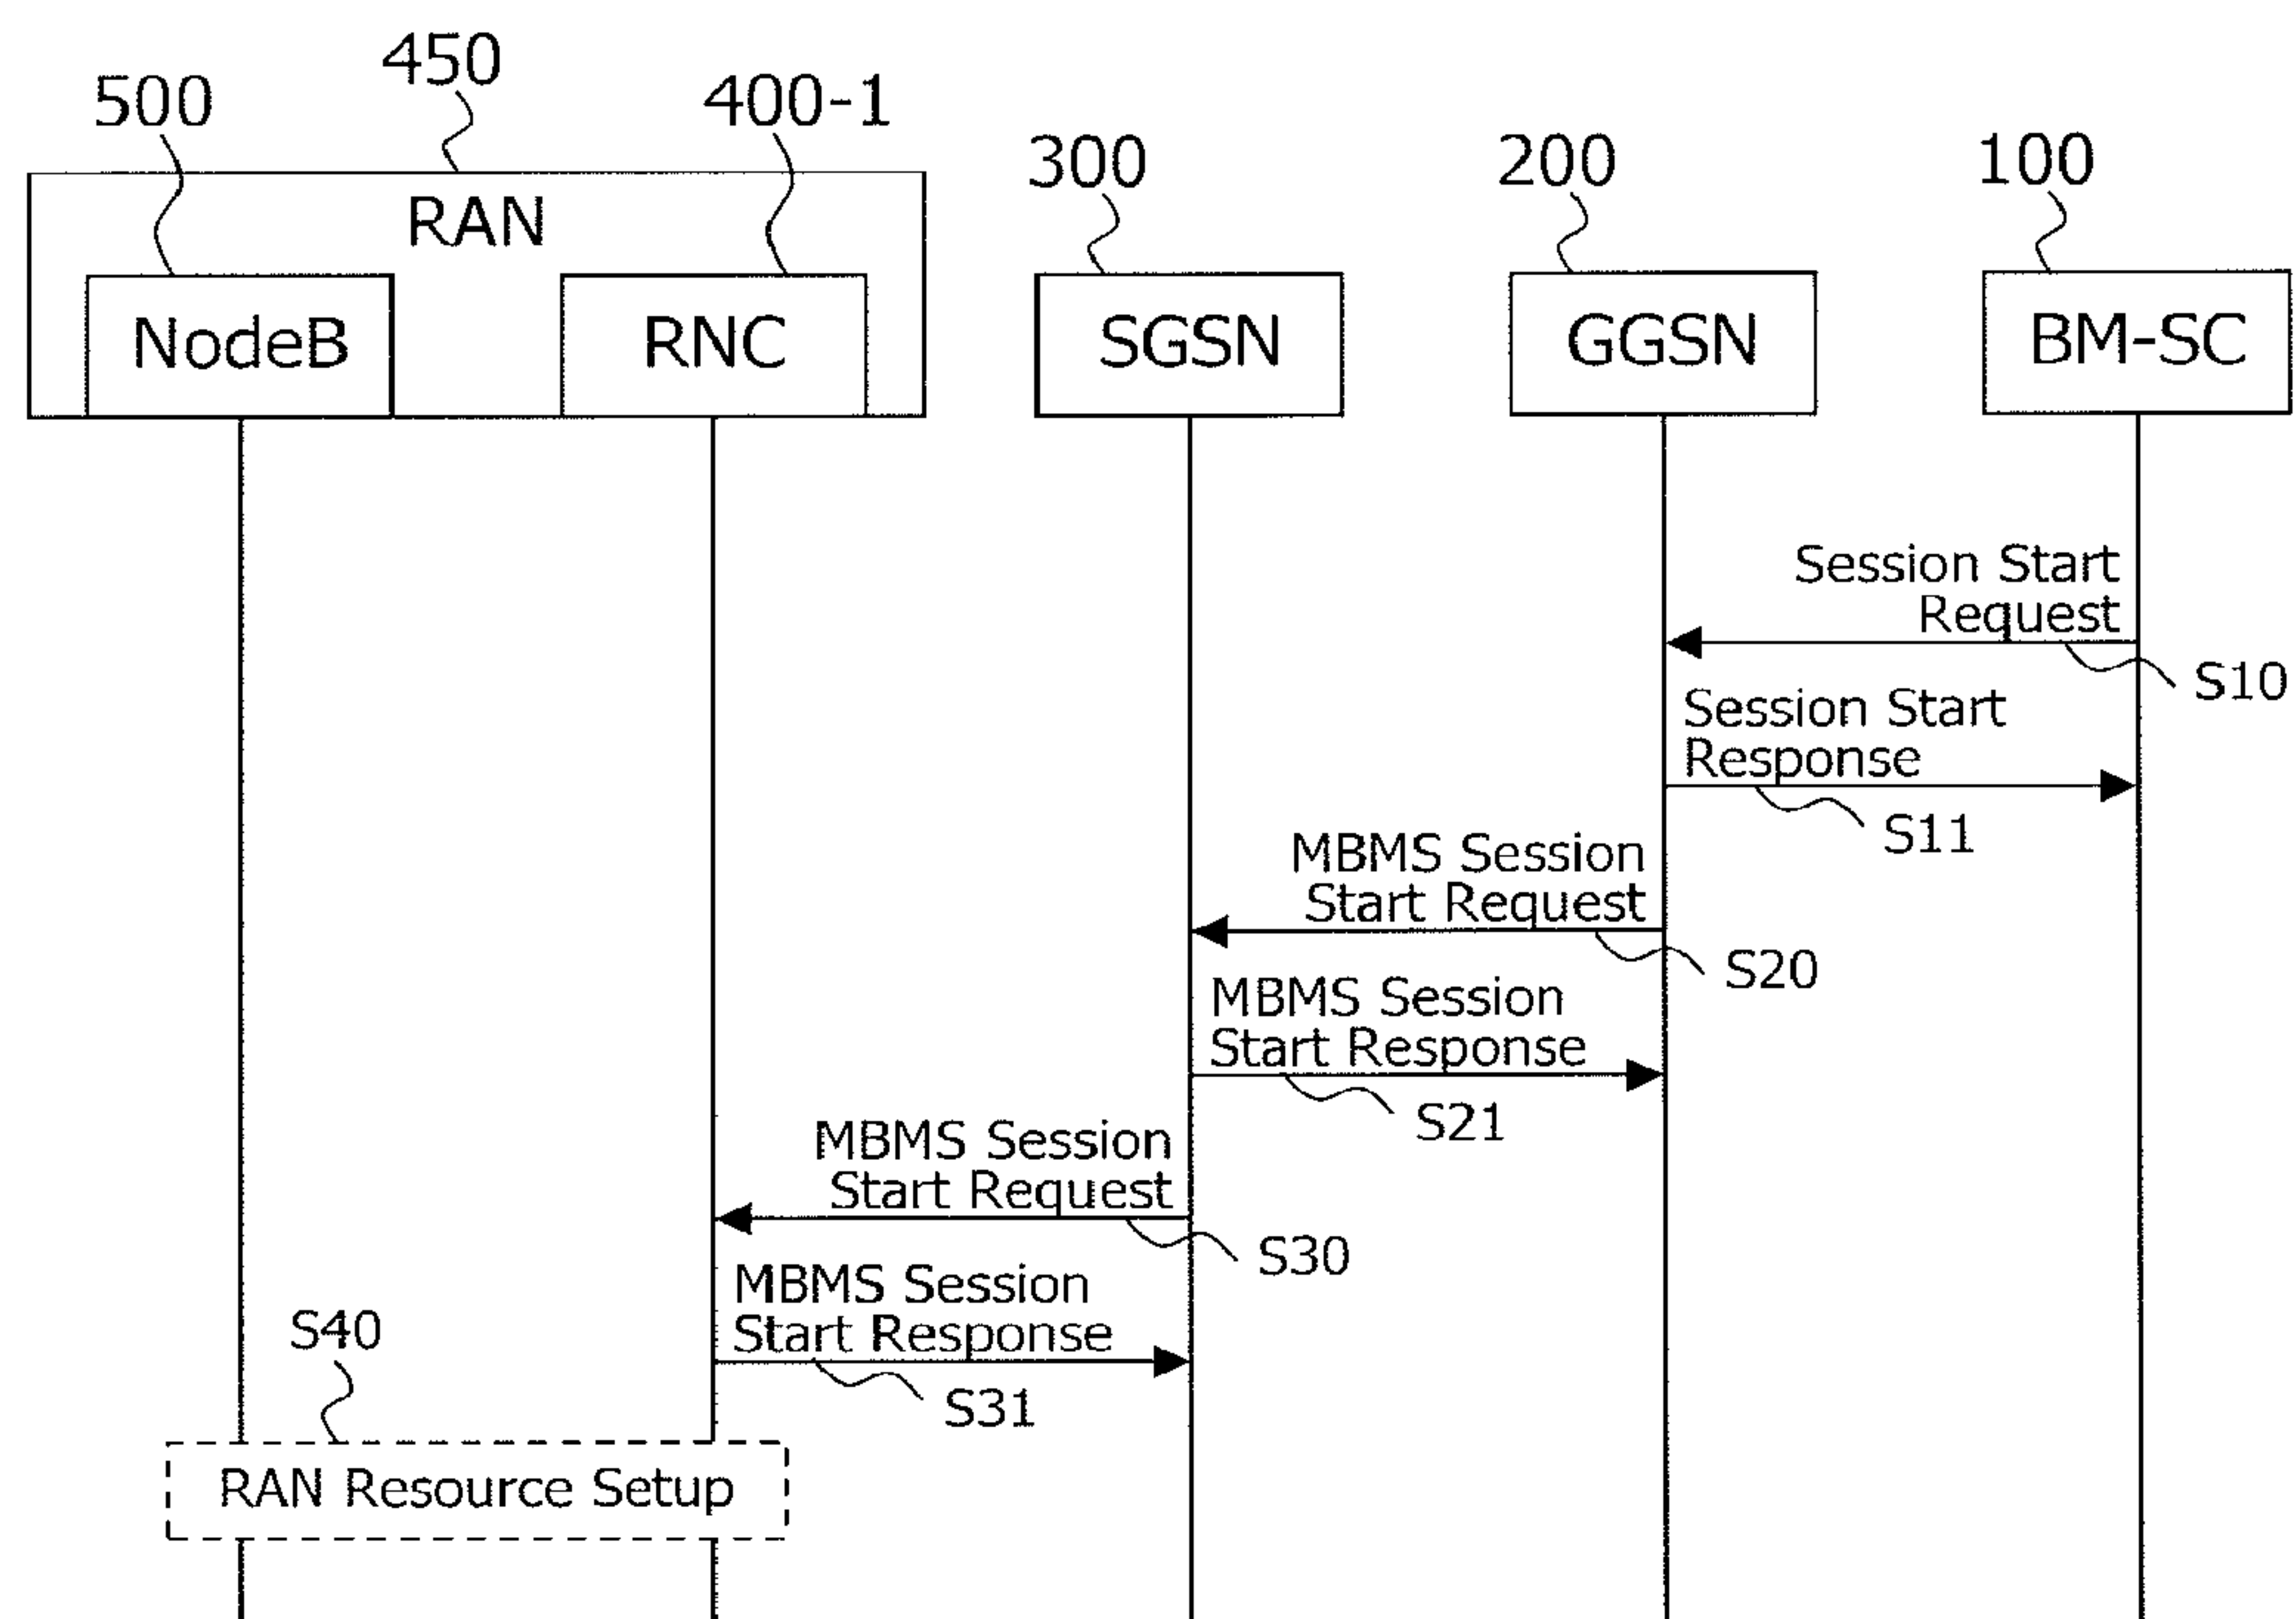 450
500
400-1
300
200
100
RAN
NodeB
RNC
SGSN
GGSN
BM-SC
Session Start
Request
S10
Session Start
Response
S11
MBMS Session
Start Request
S20
MBMS Session
Start Response
S21
MBMS Session
Start Request
S30
MBMS Session
Start Response
S31
S40
RAN Resource Setup